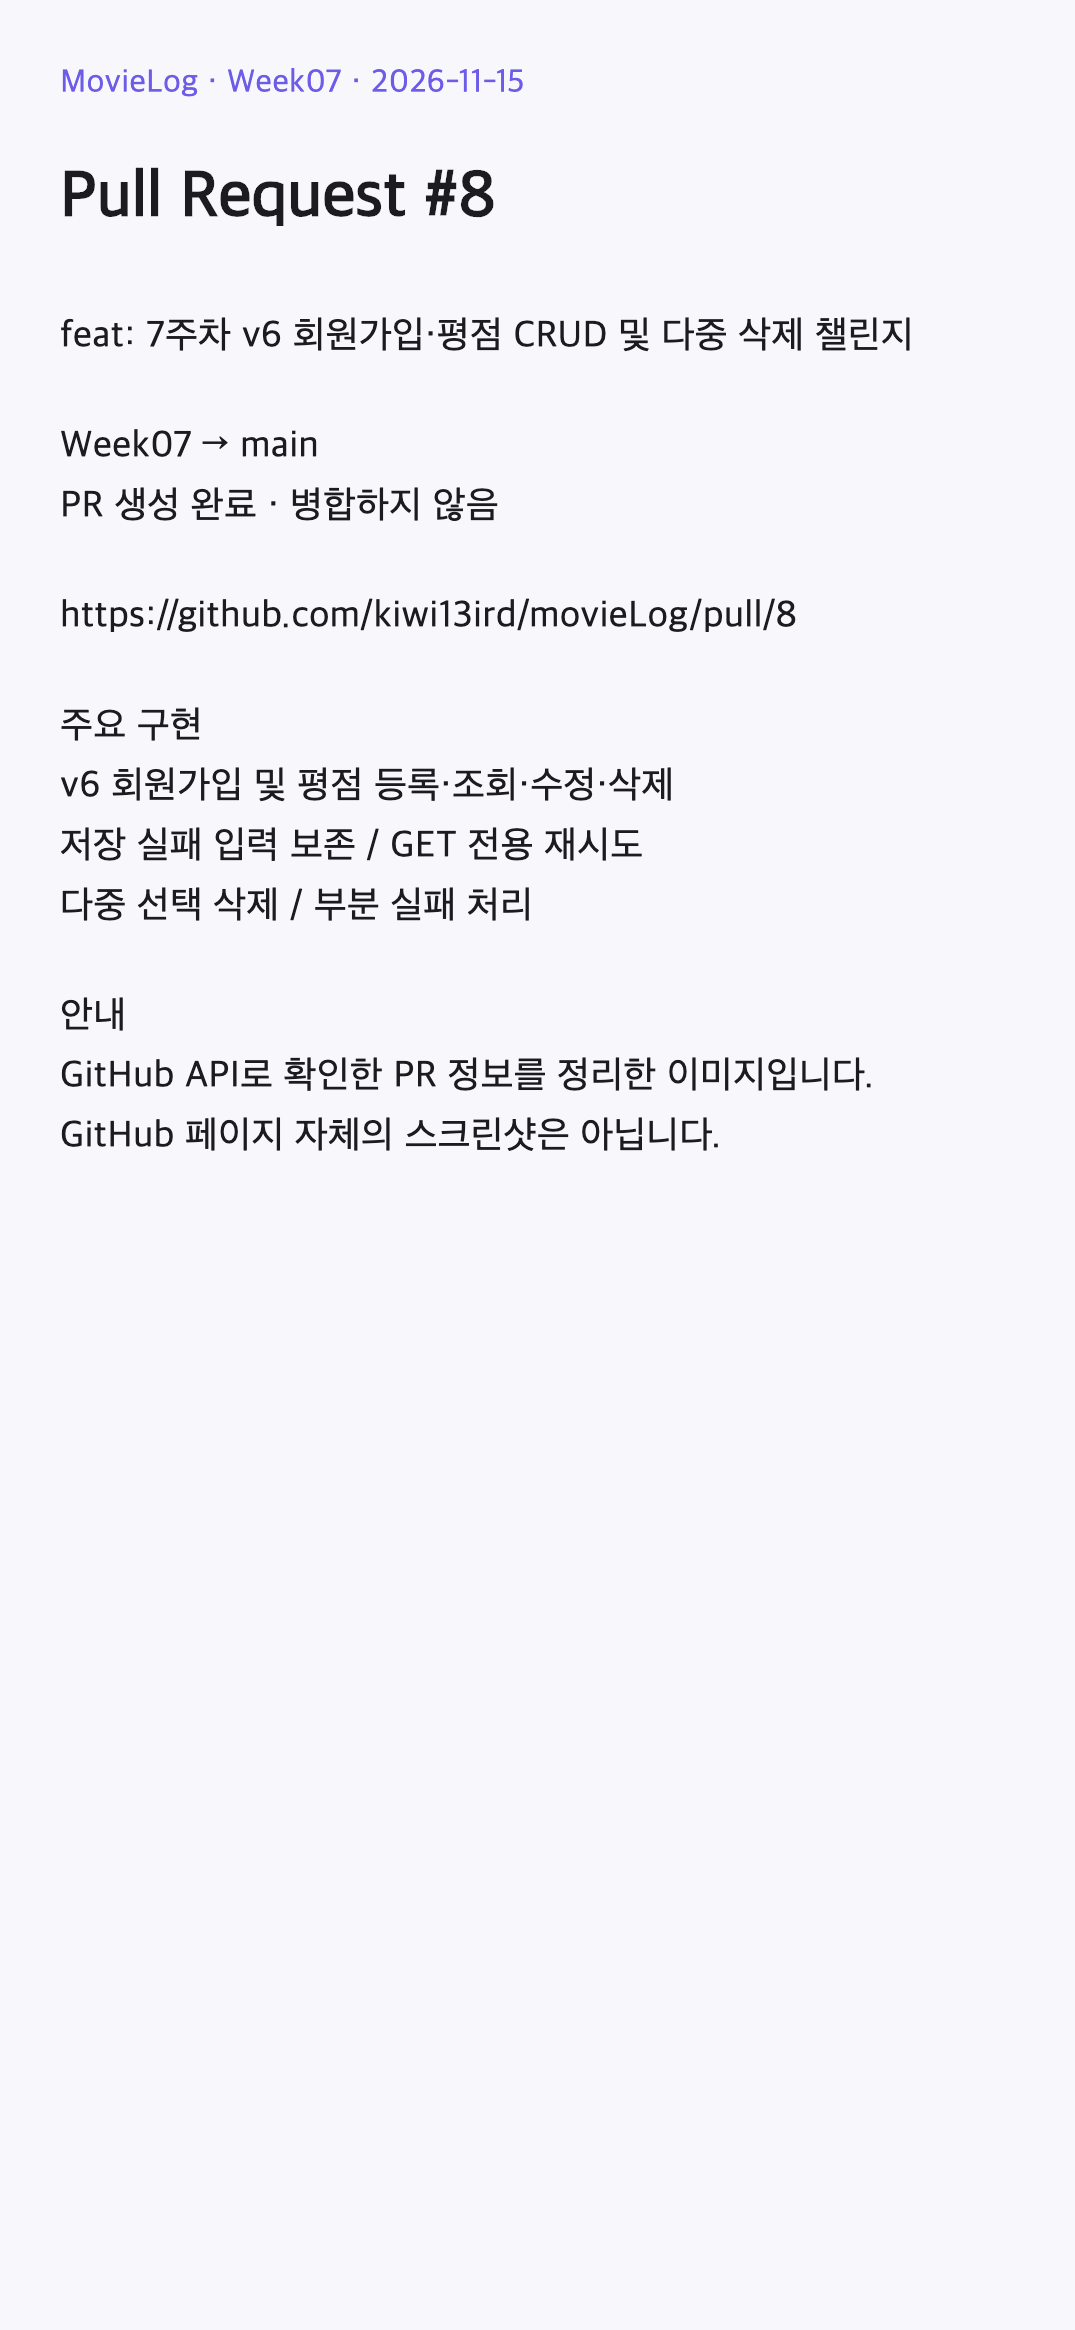 MovieLog · Week07 · 2026-11-15
Pull Request #8
feat: 7주차 v6 회원가입·평점 CRUD 및 다중 삭제 챌린지
Week07 → main
PR 생성 완료 · 병합하지 않음
https://github.com/kiwi13ird/movieLog/pull/8
주요 구현
v6 회원가입 및 평점 등록·조회·수정·삭제
저장 실패 입력 보존 / GET 전용 재시도
다중 선택 삭제 / 부분 실패 처리
안내
GitHub API로 확인한 PR 정보를 정리한 이미지입니다.
GitHub 페이지 자체의 스크린샷은 아닙니다.